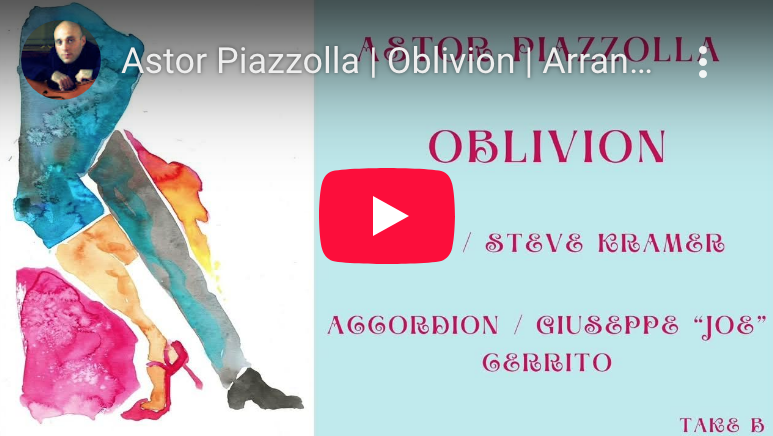 Astor Piazzolla | Oblivion | Arran...
ASTOR PIAZZOLLA
OBLIVION
/ STEVE KRAMER
ACCORDION / GIUSEPPE “JOE”
CERRITO
TAKE B